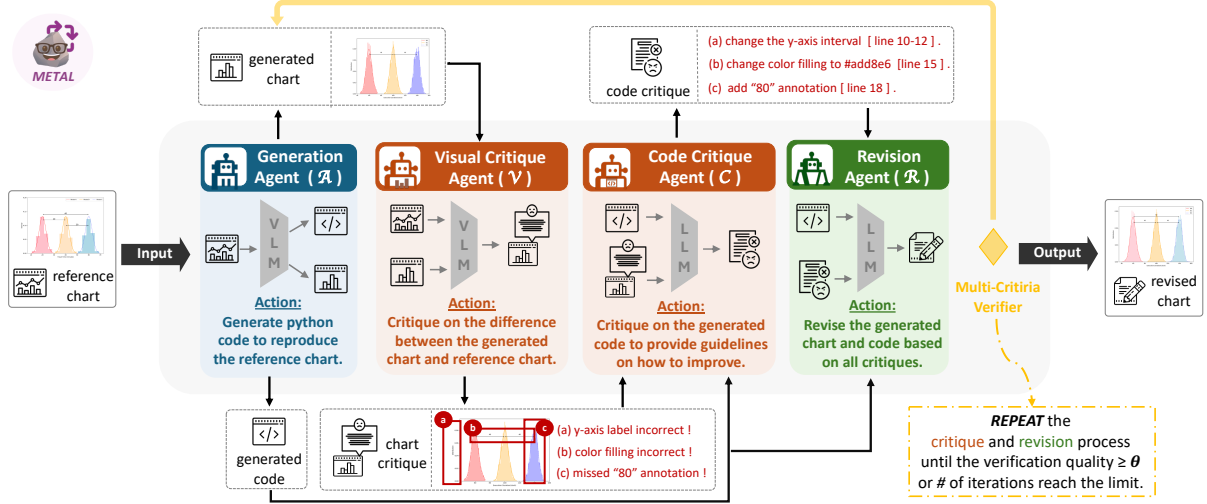 METAL
generated
chart
code critique
(a) change the y-axis interval [ line 10-12 ] .
(b) change color filling to #add8e6 [line 15] .
(c) add “80” annotation [ line 18 ] .
Generation
Agent ( 𝒜 )
Visual Critique
Agent ( 𝒱 )
Code Critique
Agent ( 𝐶 )
Revision
Agent ( ℛ )
reference
chart
Input
VLM
</>
Action:
Generate python
code to reproduce
the reference chart.
VLM
Action:
Critique on the difference
between the generated
chart and reference chart.
</>
LLM
Action:
Critique on the generated
code to provide guidelines
on how to improve.
</>
LLM
Action:
Revise the generated
chart and code based
on all critiques.
Multi-Critiria
Verifier
Output
revised
chart
</>
generated
code
chart
critique
a
b
c
(a) y-axis label incorrect !
(b) color filling incorrect !
(c) missed “80” annotation !
REPEAT the
critique and revision process
until the verification quality ≥ θ
or # of iterations reach the limit.